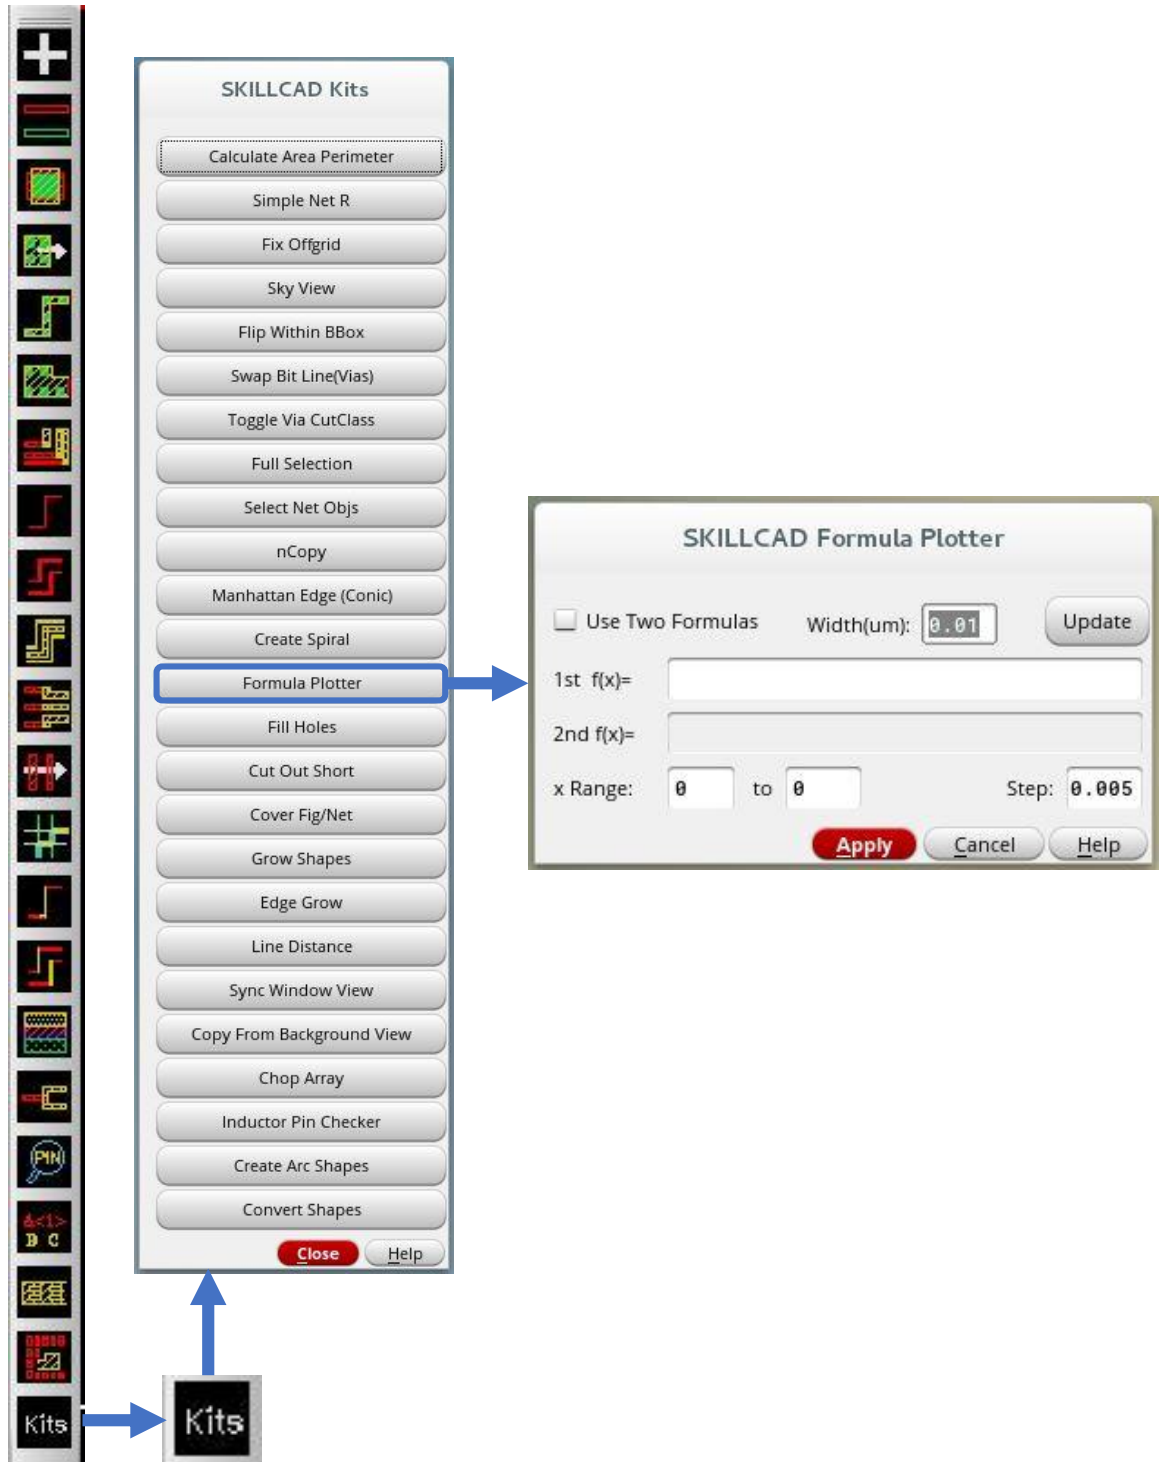 PIN
&<1>
B C
Kits
Kits
SKILLCAD Kits
Calculate Area Perimeter
Simple Net R
Fix Offgrid
Sky View
Flip Within BBox
Swap Bit Line(Vias)
Toggle Via CutClass
Full Selection
Select Net Objs
nCopy
Manhattan Edge (Conic)
Create Spiral
Formula Plotter
Fill Holes
Cut Out Short
Cover Fig/Net
Grow Shapes
Edge Grow
Line Distance
Sync Window View
Copy From Background View
Chop Array
Inductor Pin Checker
Create Arc Shapes
Convert Shapes
Close Help
SKILLCAD Formula Plotter
Use Two Formulas Width(um): 0.01 Update
1st f(x)=
2nd f(x)=
x Range: 0 to 0 Step: 0.005
Apply Cancel Help